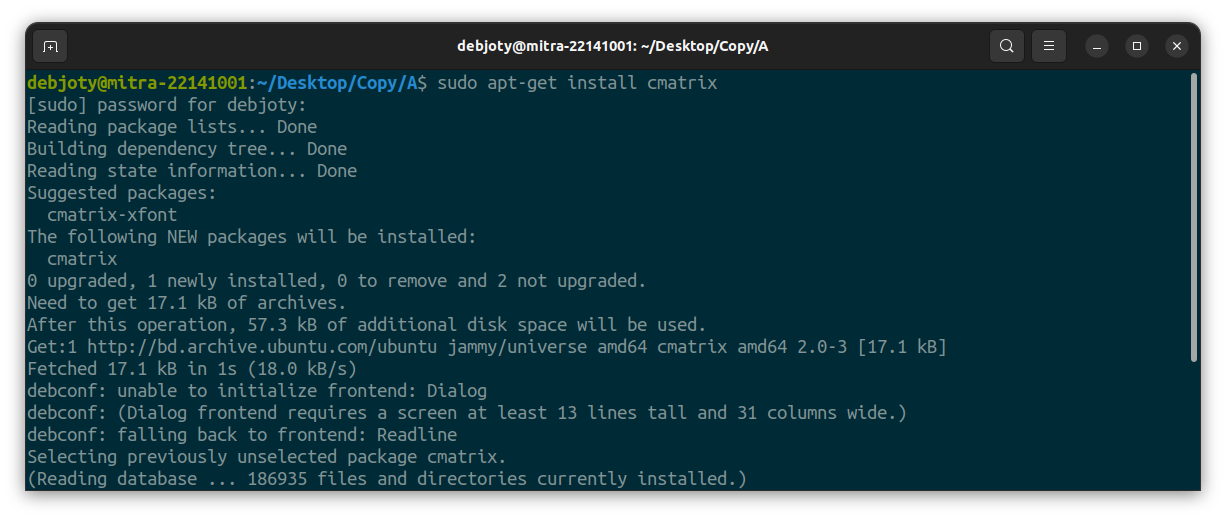 debjoty@mitra-22141001: ~/Desktop/Copy/A
debjoty@mitra-22141001:~/Desktop/Copy/A$ sudo apt-get install cmatrix
[sudo] password for debjoty:
Reading package lists... Done
Building dependency tree... Done
Reading state information... Done
Suggested packages:
  cmatrix-xfont
The following NEW packages will be installed:
  cmatrix
0 upgraded, 1 newly installed, 0 to remove and 2 not upgraded.
Need to get 17.1 kB of archives.
After this operation, 57.3 kB of additional disk space will be used.
Get:1 http://bd.archive.ubuntu.com/ubuntu jammy/universe amd64 cmatrix amd64 2.0-3 [17.1 kB]
Fetched 17.1 kB in 1s (18.0 kB/s)
debconf: unable to initialize frontend: Dialog
debconf: (Dialog frontend requires a screen at least 13 lines tall and 31 columns wide.)
debconf: falling back to frontend: Readline
Selecting previously unselected package cmatrix.
(Reading database ... 186935 files and directories currently installed.)